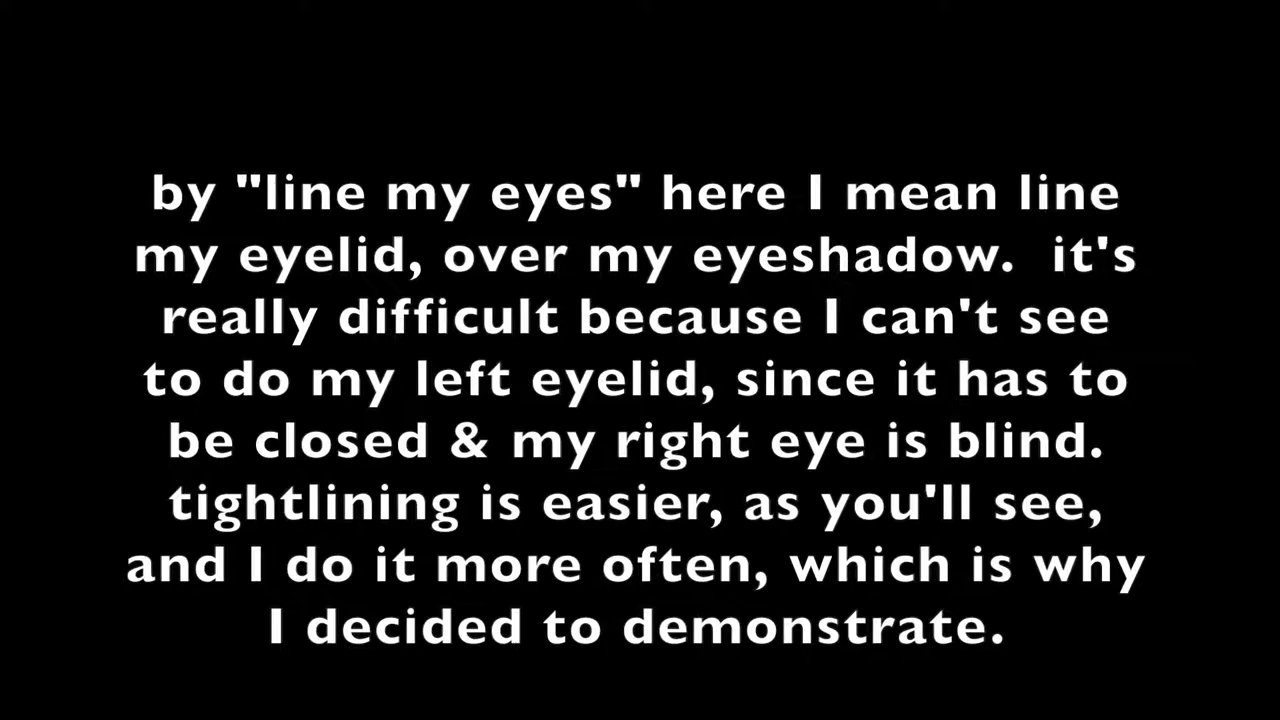 by "line my eyes" here I mean line
my eyelid, over my eyeshadow.  it's
really difficult because I can't see
to do my left eyelid, since it has to
be closed & my right eye is blind.
tightlining is easier, as you'll see,
and I do it more often, which is why
I decided to demonstrate.